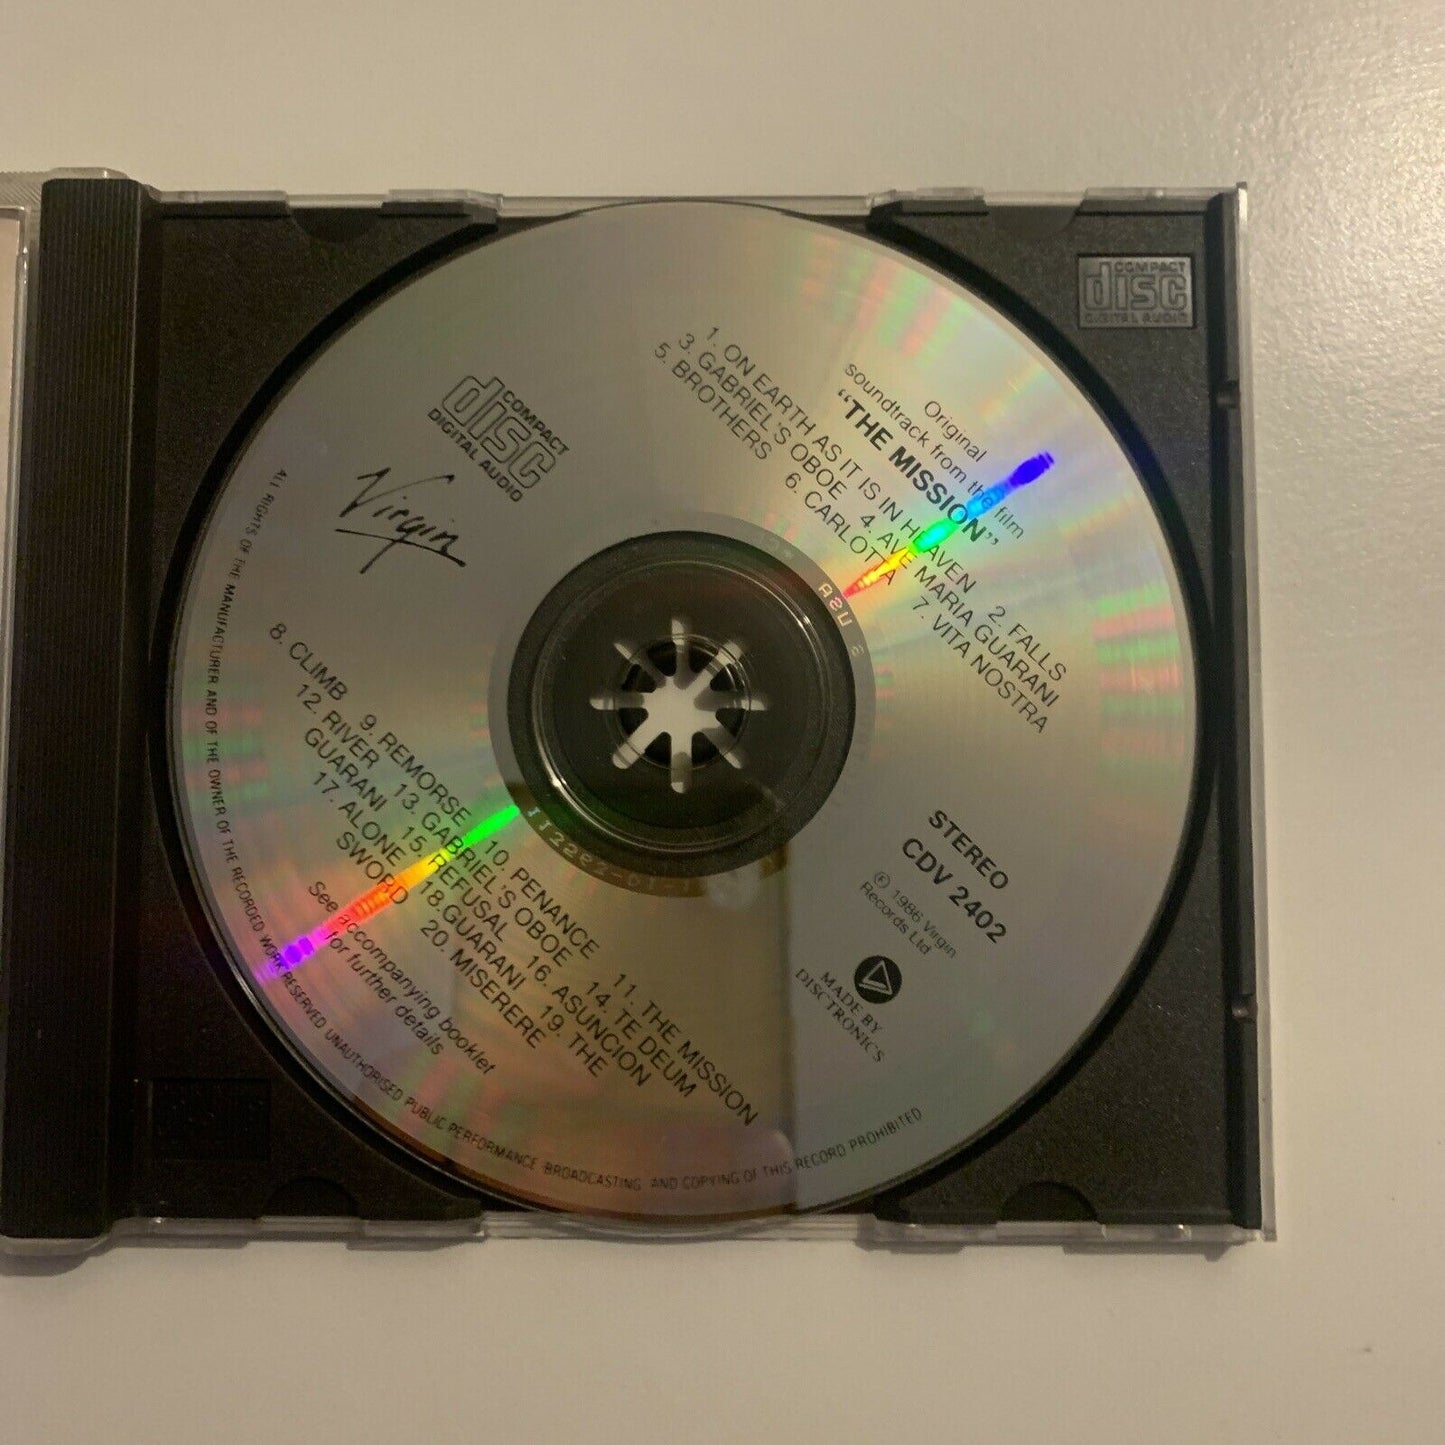 Original
soundtrack from the film
“THE MISSION”
1. ON EARTH AS IT IS IN HEAVEN 2. FALLS
3. GABRIEL'S OBOE 4. AVE MARIA GUARANI
5. BROTHERS 6. CARLOTTA 7. VITA NOSTRA
COMPACT
disc
DIGITAL AUDIO
Virgin
STEREO
CDV 2402
℗ 1986 Virgin
Records Ltd
MADE BY
DISCTRONICS
8. CLIMB 9. REMORSE 10. PENANCE 11. THE MISSION
12. RIVER 13. GABRIEL'S OBOE 14. TE DEUM
GUARANI 15. REFUSAL 16. ASUNCION
17. ALONE 18. GUARANI 19. THE
SWORD 20. MISERERE
See accompanying booklet
for further details
ALL RIGHTS OF THE MANUFACTURER AND OF THE OWNER OF THE RECORDED WORK RESERVED UNAUTHORISED PUBLIC PERFORMANCE BROADCASTING AND COPYING OF THIS RECORD PROHIBITED
USA
COMPACT
disc
DIGITAL AUDIO